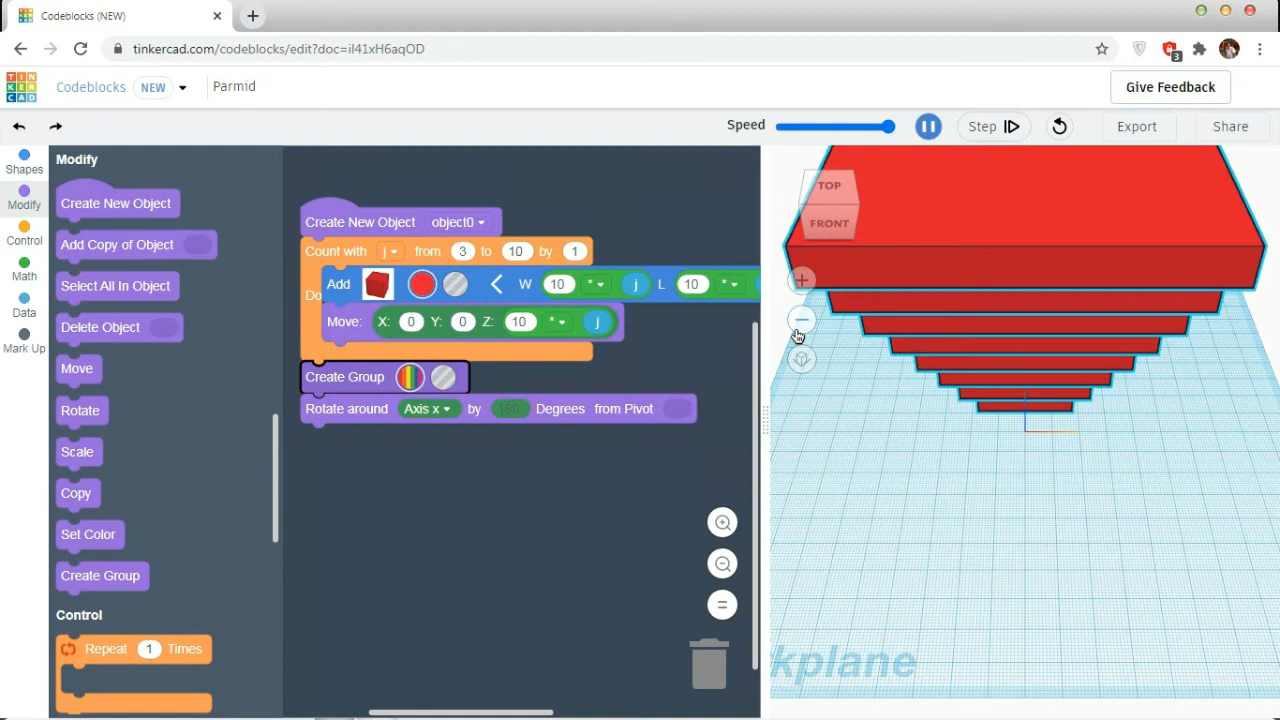 Codeblocks (NEW)
tinkercad.com/codeblocks/edit?doc=il41xH6aqOD
3
TIN
KER
CAD
Codeblocks NEW
Parmid
Give Feedback
Speed
Step
Export
Share
Shapes
Modify
Control
Math
Data
Mark Up
Modify
Create New Object
Add Copy of Object
Select All In Object
Delete Object
Move
Rotate
Scale
Copy
Set Color
Create Group
Control
Repeat 1 Times
Create New Object object0
Count with j from 3 to 10 by 1
Do
Add W 10 * j L 10 *
Move: X: 0 Y: 0 Z: 10 * j
Create Group
Rotate around Axis x by 180 Degrees from Pivot
TOP
FRONT
kplane